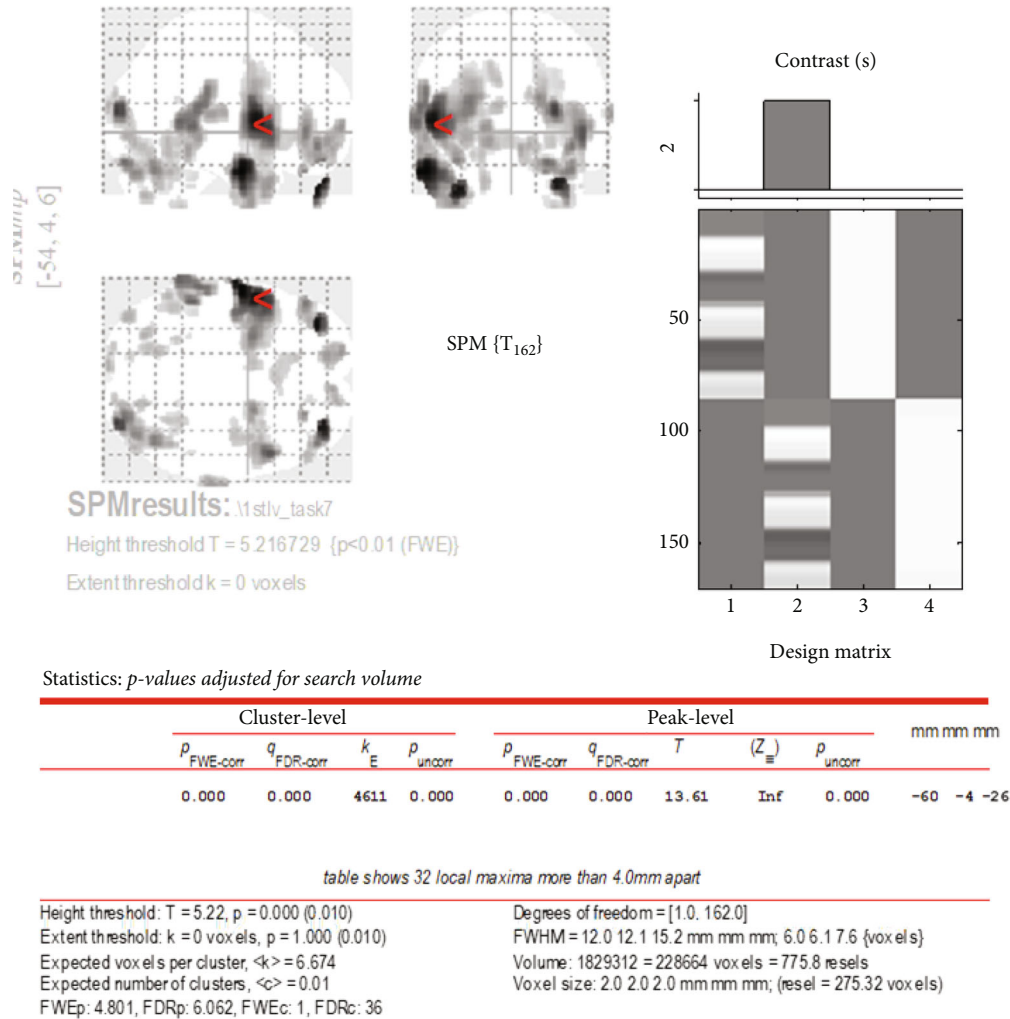 SPMmip
[-54, 4, 6]
SPM {T162}
SPMresults: .\1stlv_task7
Height threshold T = 5.216729 {p<0.01 (FWE)}
Extent threshold k = 0 voxels
Contrast (s)
2
50
100
150
1 2 3 4
Design matrix
Statistics: p-values adjusted for search volume
Cluster-level Peak-level mm mm mm
pFWE-corr qFDR-corr kE puncorr pFWE-corr qFDR-corr T (Z≡) puncorr
0.000 0.000 4611 0.000 0.000 0.000 13.61 Inf 0.000 -60 -4 -26
table shows 32 local maxima more than 4.0mm apart
Height threshold: T = 5.22, p = 0.000 (0.010)
Extent threshold: k = 0 voxels, p = 1.000 (0.010)
Expected voxels per cluster, <k> = 6.674
Expected number of clusters, <c> = 0.01
FWEp: 4.801, FDRp: 6.062, FWEc: 1, FDRc: 36
Degrees of freedom = [1.0, 162.0]
FWHM = 12.0 12.1 15.2 mm mm mm; 6.0 6.1 7.6 {voxels}
Volume: 1829312 = 228664 voxels = 775.8 resels
Voxel size: 2.0 2.0 2.0 mm mm mm; (resel = 275.32 voxels)